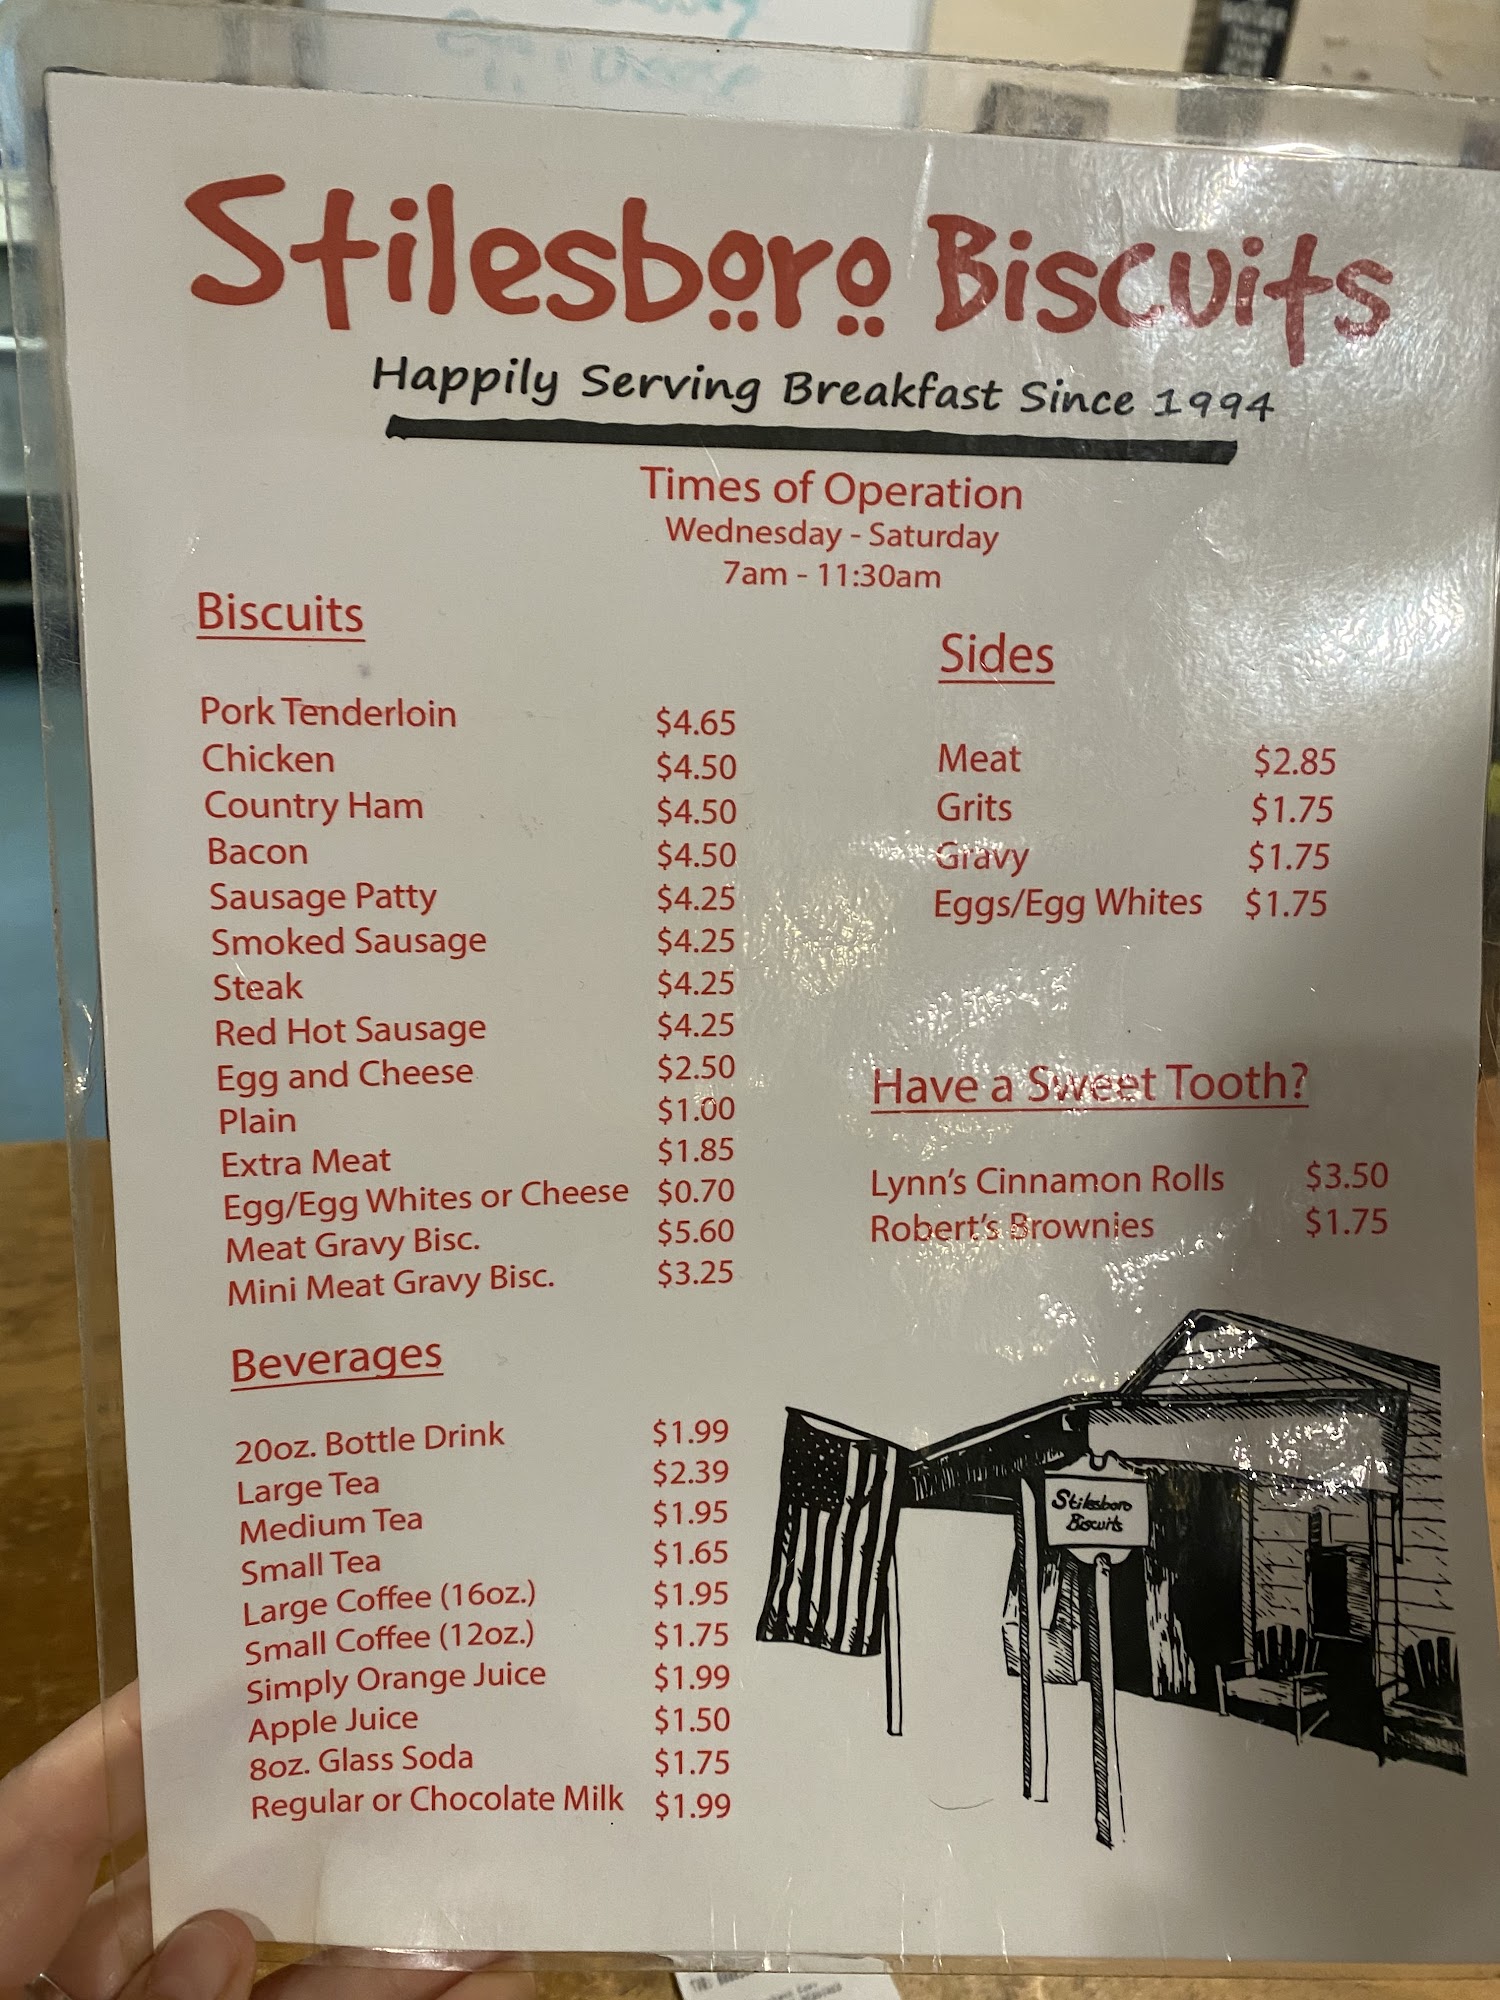 Stilesboro Biscuits
Happily Serving Breakfast Since 1994
Times of Operation
Wednesday - Saturday
7am - 11:30am
Biscuits
Pork Tenderloin $4.65
Chicken $4.50
Country Ham $4.50
Bacon $4.50
Sausage Patty $4.25
Smoked Sausage $4.25
Steak $4.25
Red Hot Sausage $4.25
Egg and Cheese $2.50
Plain $1.00
Extra Meat $1.85
Egg/Egg Whites or Cheese $0.70
Meat Gravy Bisc. $5.60
Mini Meat Gravy Bisc. $3.25
Beverages
20oz. Bottle Drink $1.99
Large Tea $2.39
Medium Tea $1.95
Small Tea $1.65
Large Coffee (16oz.) $1.95
Small Coffee (12oz.) $1.75
Simply Orange Juice $1.99
Apple Juice $1.50
8oz. Glass Soda $1.75
Regular or Chocolate Milk $1.99
Sides
Meat $2.85
Grits $1.75
Gravy $1.75
Eggs/Egg Whites $1.75
Have a Sweet Tooth?
Lynn's Cinnamon Rolls $3.50
Robert's Brownies $1.75
Stilesboro
Biscuits